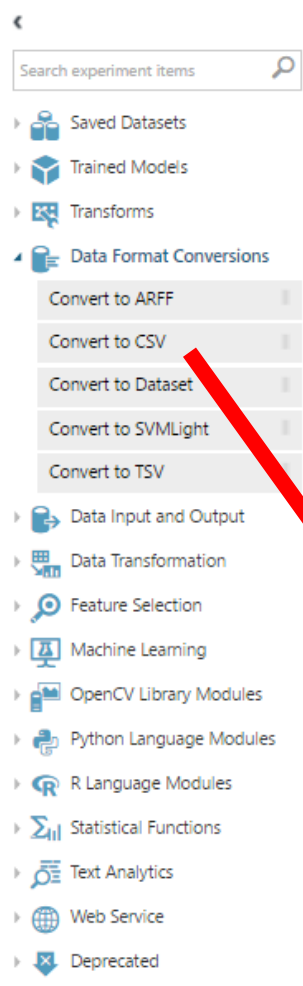 Search experiment items
Saved Datasets
Trained Models
Transforms
Data Format Conversions
Convert to ARFF
Convert to CSV
Convert to Dataset
Convert to SVMLight
Convert to TSV
Data Input and Output
Data Transformation
Feature Selection
Machine Learning
OpenCV Library Modules
Python Language Modules
R Language Modules
Statistical Functions
Text Analytics
Web Service
Deprecated